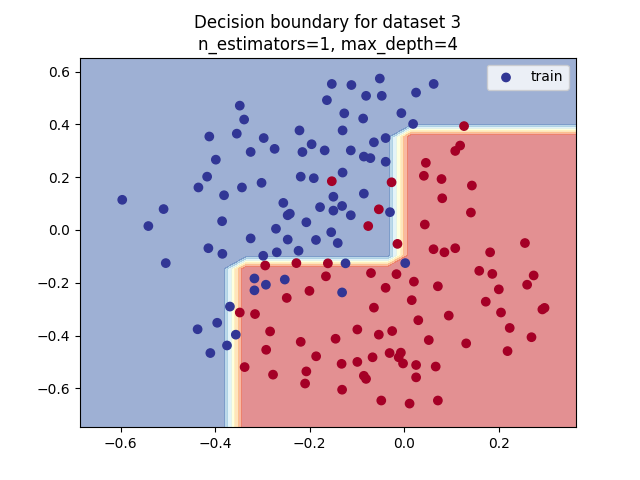 Decision boundary for dataset 3
n_estimators=1, max_depth=4
train
0.6
0.4
0.2
0.0
−0.2
−0.4
−0.6
−0.6 −0.4 −0.2 0.0 0.2